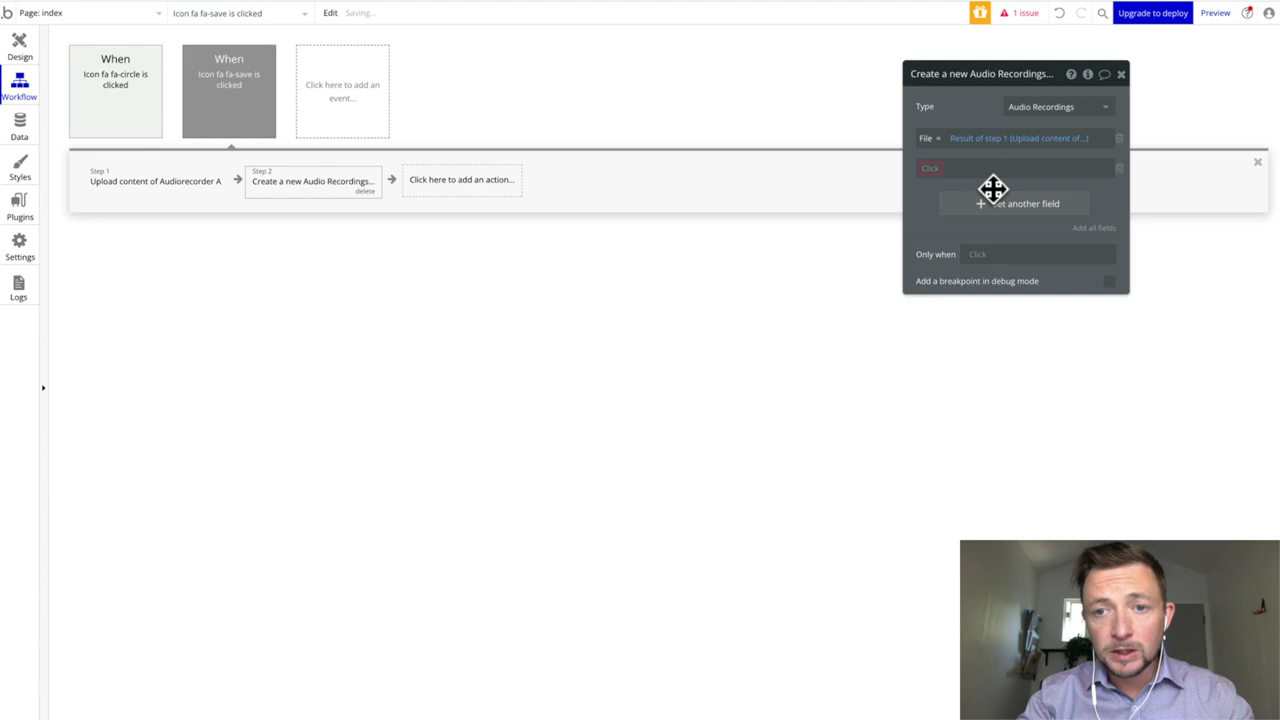 Page: index
Icon fa fa-save is clicked
Edit
Saving...
1 issue
Upgrade to deploy
Preview
Design
Workflow
Data
Styles
Plugins
Settings
Logs
When
Icon fa fa-circle is
clicked
When
Icon fa fa-save is
clicked
Click here to add an
event...
Step 1
Upload content of Audiorecorder A
Step 2
Create a new Audio Recordings...
delete
Click here to add an action...
Create a new Audio Recordings...
Type
Audio Recordings
File =
Result of step 1 (Upload content of...)
Click
another field
Add all fields
Only when
Click
Add a breakpoint in debug mode